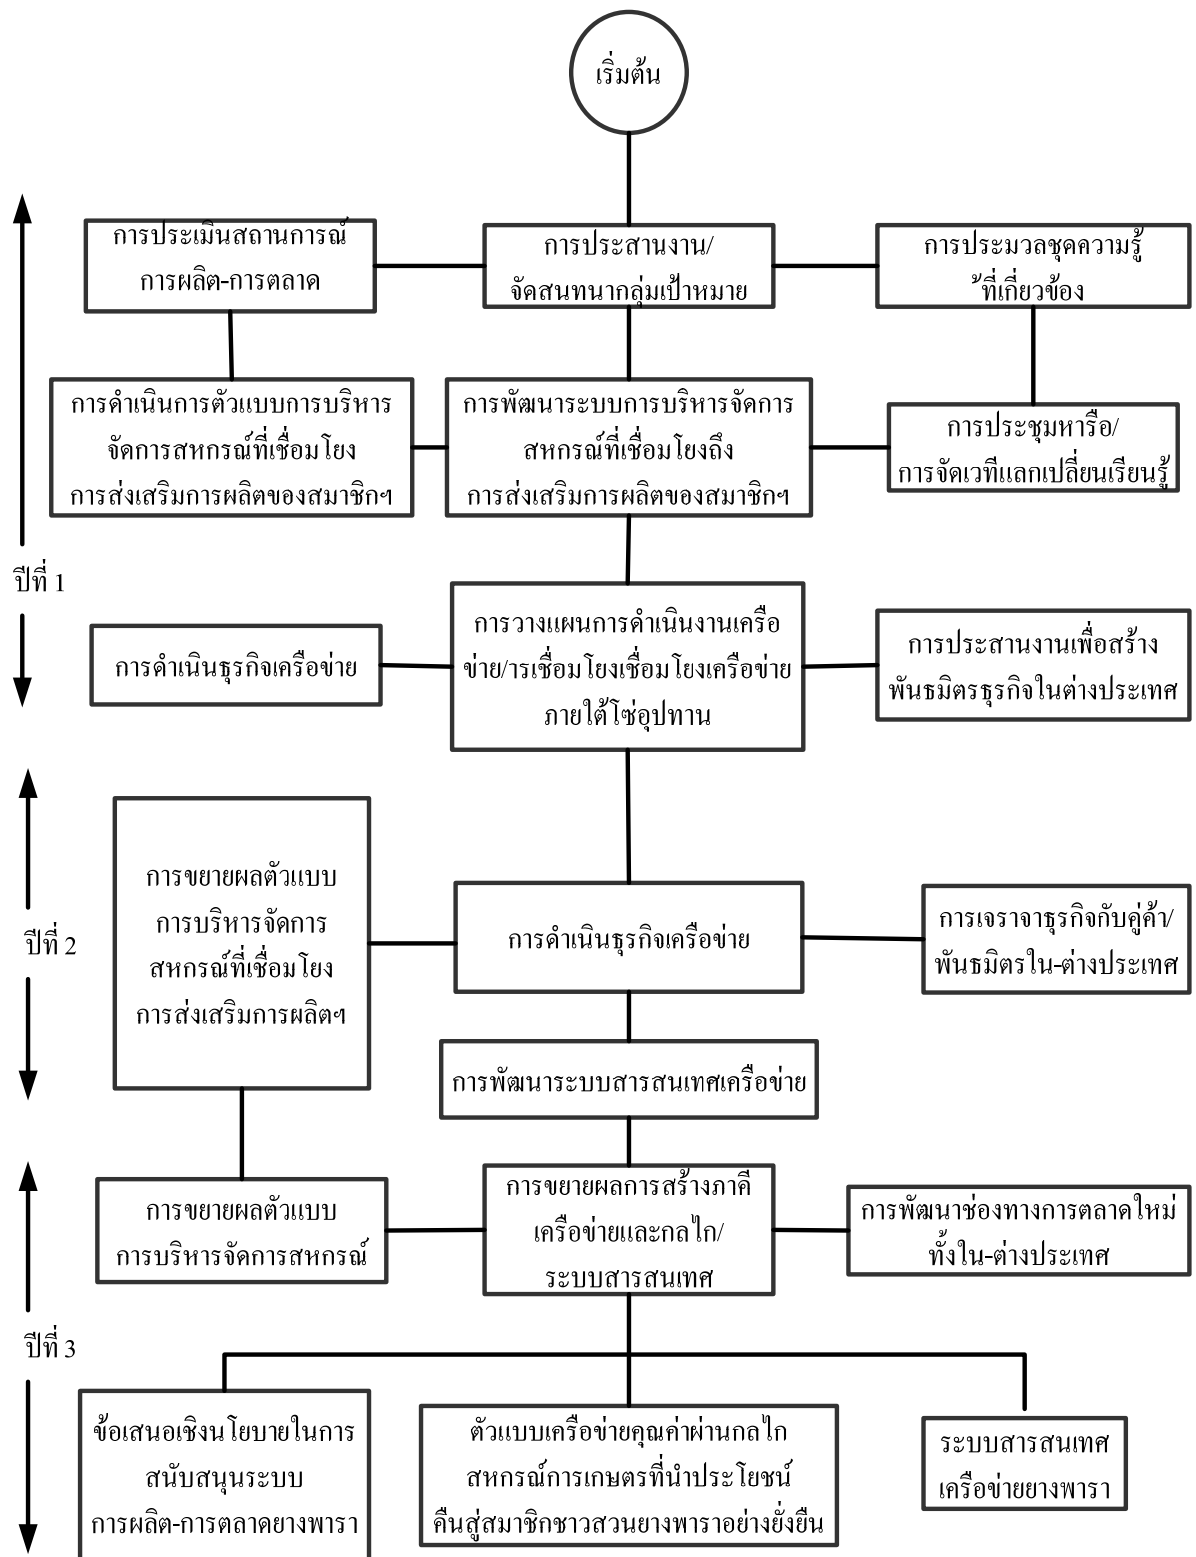 เริ่มต้น
การประเมินสถานการณ์
การผลิต-การตลาด
การประสานงาน/
จัดสนทนากลุ่มเป้าหมาย
การประมวลชุดความรู้
้ที่เกี่ยวข้อง
การดำเนินการตัวแบบการบริหาร
จัดการสหกรณ์ที่เชื่อมโยง
การส่งเสริมการผลิตของสมาชิกฯ
การพัฒนาระบบการบริหารจัดการ
สหกรณ์ที่เชื่อมโยงถึง
การส่งเสริมการผลิตของสมาชิกฯ
การประชุมหารือ/
การจัดเวทีแลกเปลี่ยนเรียนรู้
ปีที่ 1
การดำเนินธุรกิจเครือข่าย
การวางแผนการดำเนินงานเครือ
ข่าย/ารเชื่อมโยงเชื่อมโยงเครือข่าย
ภายใต้โซ่อุปทาน
การประสานงานเพื่อสร้าง
พันธมิตรธุรกิจในต่างประเทศ
ปีที่ 2
การขยายผลตัวแบบ
การบริหารจัดการ
สหกรณ์ที่เชื่อมโยง
การส่งเสริมการผลิตฯ
การดำเนินธุรกิจเครือข่าย
การเจราจาธุรกิจกับคู่ค้า/
พันธมิตรใน-ต่างประเทศ
การพัฒนาระบบสารสนเทศเครือข่าย
การขยายผลตัวแบบ
การบริหารจัดการสหกรณ์
การขยายผลการสร้างภาคี
เครือข่ายและกลไก/
ระบบสารสนเทศ
การพัฒนาช่องทางการตลาดใหม่
ทั้งใน-ต่างประเทศ
ปีที่ 3
ข้อเสนอเชิงนโยบายในการ
สนับสนุนระบบ
การผลิต-การตลาดยางพารา
ตัวแบบเครือข่ายคุณค่าผ่านกลไก
สหกรณ์การเกษตรที่นำประโยชน์
คืนสู่สมาชิกชาวสวนยางพาราอย่างยั่งยืน
ระบบสารสนเทศ
เครือข่ายยางพารา